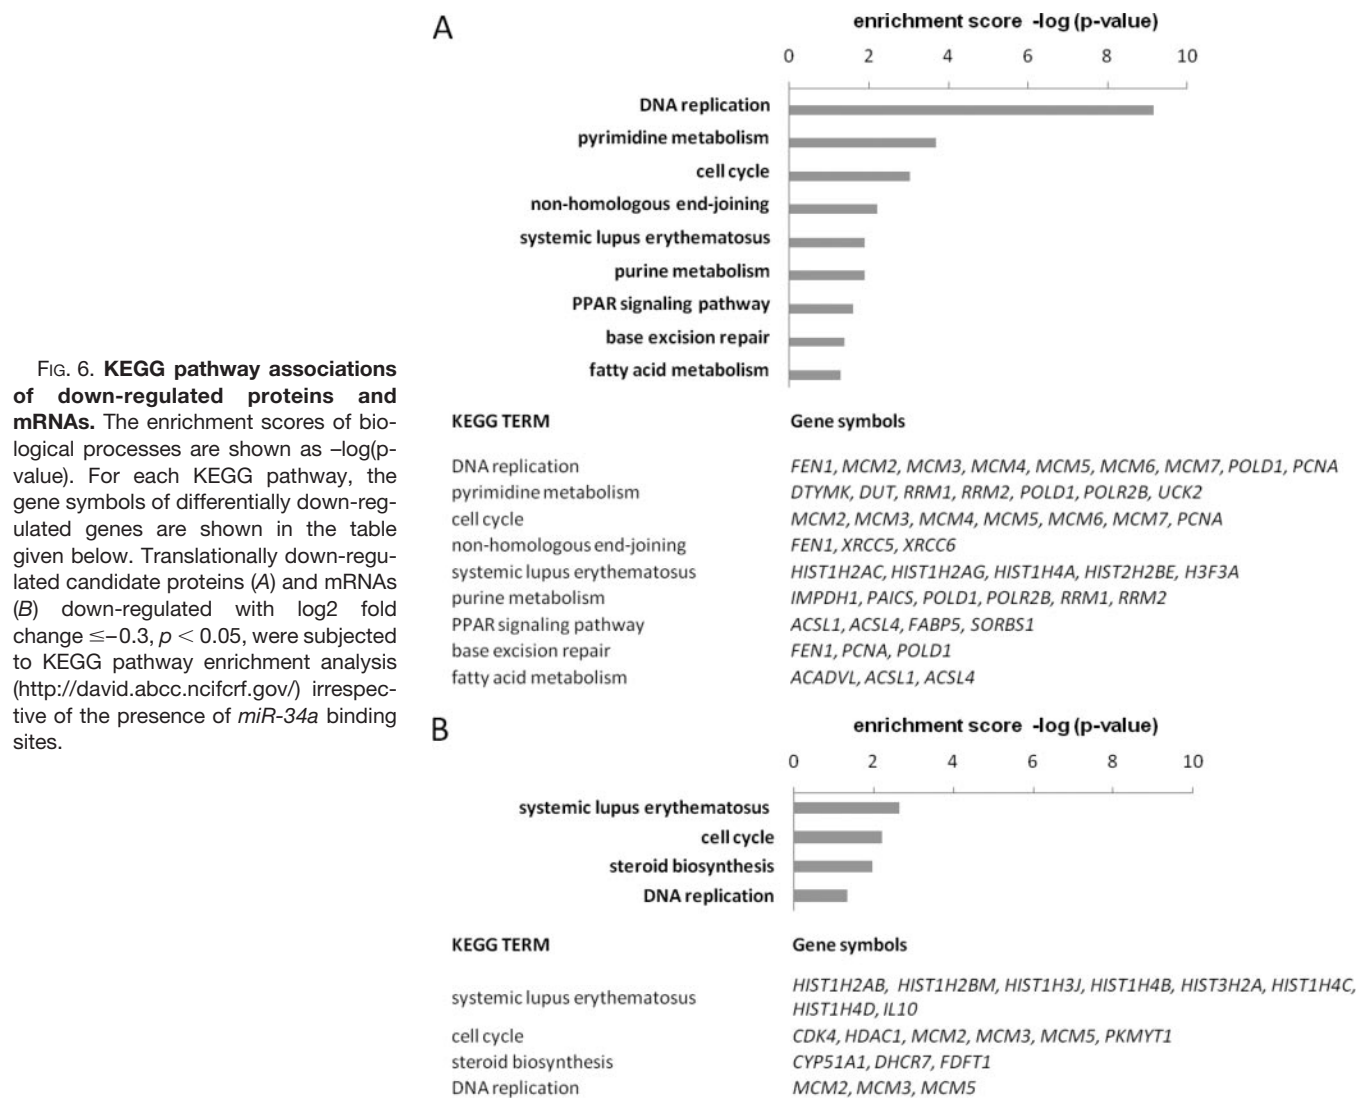 A
enrichment score -log (p-value)
0 2 4 6 8 10
DNA replication
pyrimidine metabolism
cell cycle
non-homologous end-joining
systemic lupus erythematosus
purine metabolism
PPAR signaling pathway
base excision repair
fatty acid metabolism
FIG. 6. KEGG pathway associations
of down-regulated proteins and
mRNAs. The enrichment scores of bio-
logical processes are shown as –log(p-
value). For each KEGG pathway, the
gene symbols of differentially down-reg-
ulated genes are shown in the table
given below. Translationally down-regu-
lated candidate proteins (A) and mRNAs
(B) down-regulated with log2 fold
change ≤−0.3, p < 0.05, were subjected
to KEGG pathway enrichment analysis
(http://david.abcc.ncifcrf.gov/) irrespec-
tive of the presence of miR-34a binding
sites.
KEGG TERM Gene symbols
DNA replication FEN1, MCM2, MCM3, MCM4, MCM5, MCM6, MCM7, POLD1, PCNA
pyrimidine metabolism DTYMK, DUT, RRM1, RRM2, POLD1, POLR2B, UCK2
cell cycle MCM2, MCM3, MCM4, MCM5, MCM6, MCM7, PCNA
non-homologous end-joining FEN1, XRCC5, XRCC6
systemic lupus erythematosus HIST1H2AC, HIST1H2AG, HIST1H4A, HIST2H2BE, H3F3A
purine metabolism IMPDH1, PAICS, POLD1, POLR2B, RRM1, RRM2
PPAR signaling pathway ACSL1, ACSL4, FABP5, SORBS1
base excision repair FEN1, PCNA, POLD1
fatty acid metabolism ACADVL, ACSL1, ACSL4
B
enrichment score -log (p-value)
0 2 4 6 8 10
systemic lupus erythematosus
cell cycle
steroid biosynthesis
DNA replication
KEGG TERM Gene symbols
systemic lupus erythematosus HIST1H2AB, HIST1H2BM, HIST1H3J, HIST1H4B, HIST3H2A, HIST1H4C,
HIST1H4D, IL10
cell cycle CDK4, HDAC1, MCM2, MCM3, MCM5, PKMYT1
steroid biosynthesis CYP51A1, DHCR7, FDFT1
DNA replication MCM2, MCM3, MCM5